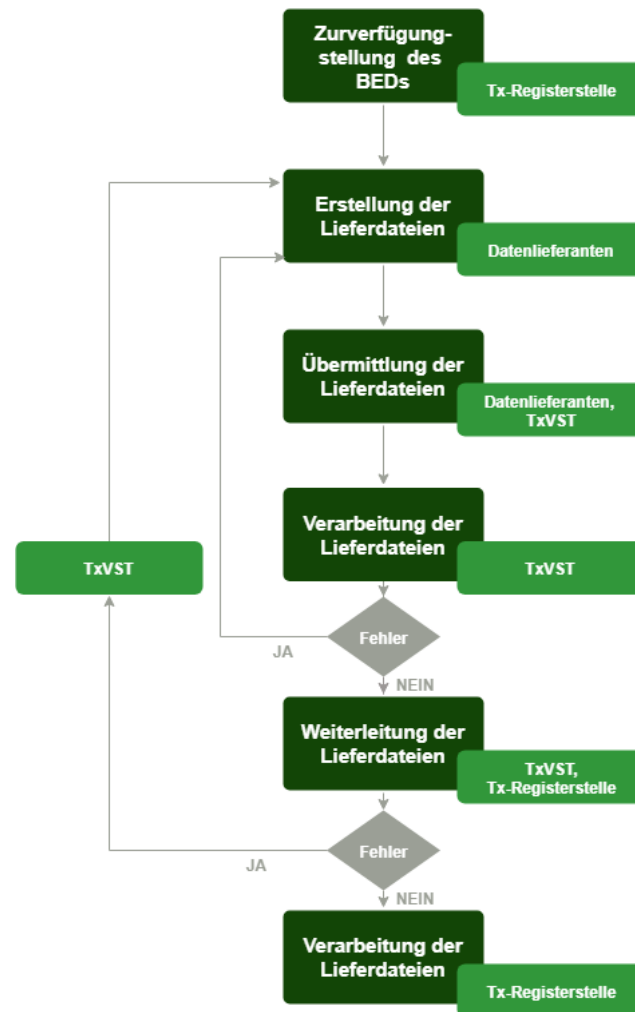 Zurverfügung-
stellung des
BEDs
Tx-Registerstelle
Erstellung der
Lieferdateien
Datenlieferanten
Übermittlung der
Lieferdateien
Datenlieferanten,
TxVST
Verarbeitung der
Lieferdateien
TxVST
TxVST
Fehler
JA
NEIN
Weiterleitung der
Lieferdateien
TxVST,
Tx-Registerstelle
Fehler
JA
NEIN
Verarbeitung der
Lieferdateien
Tx-Registerstelle